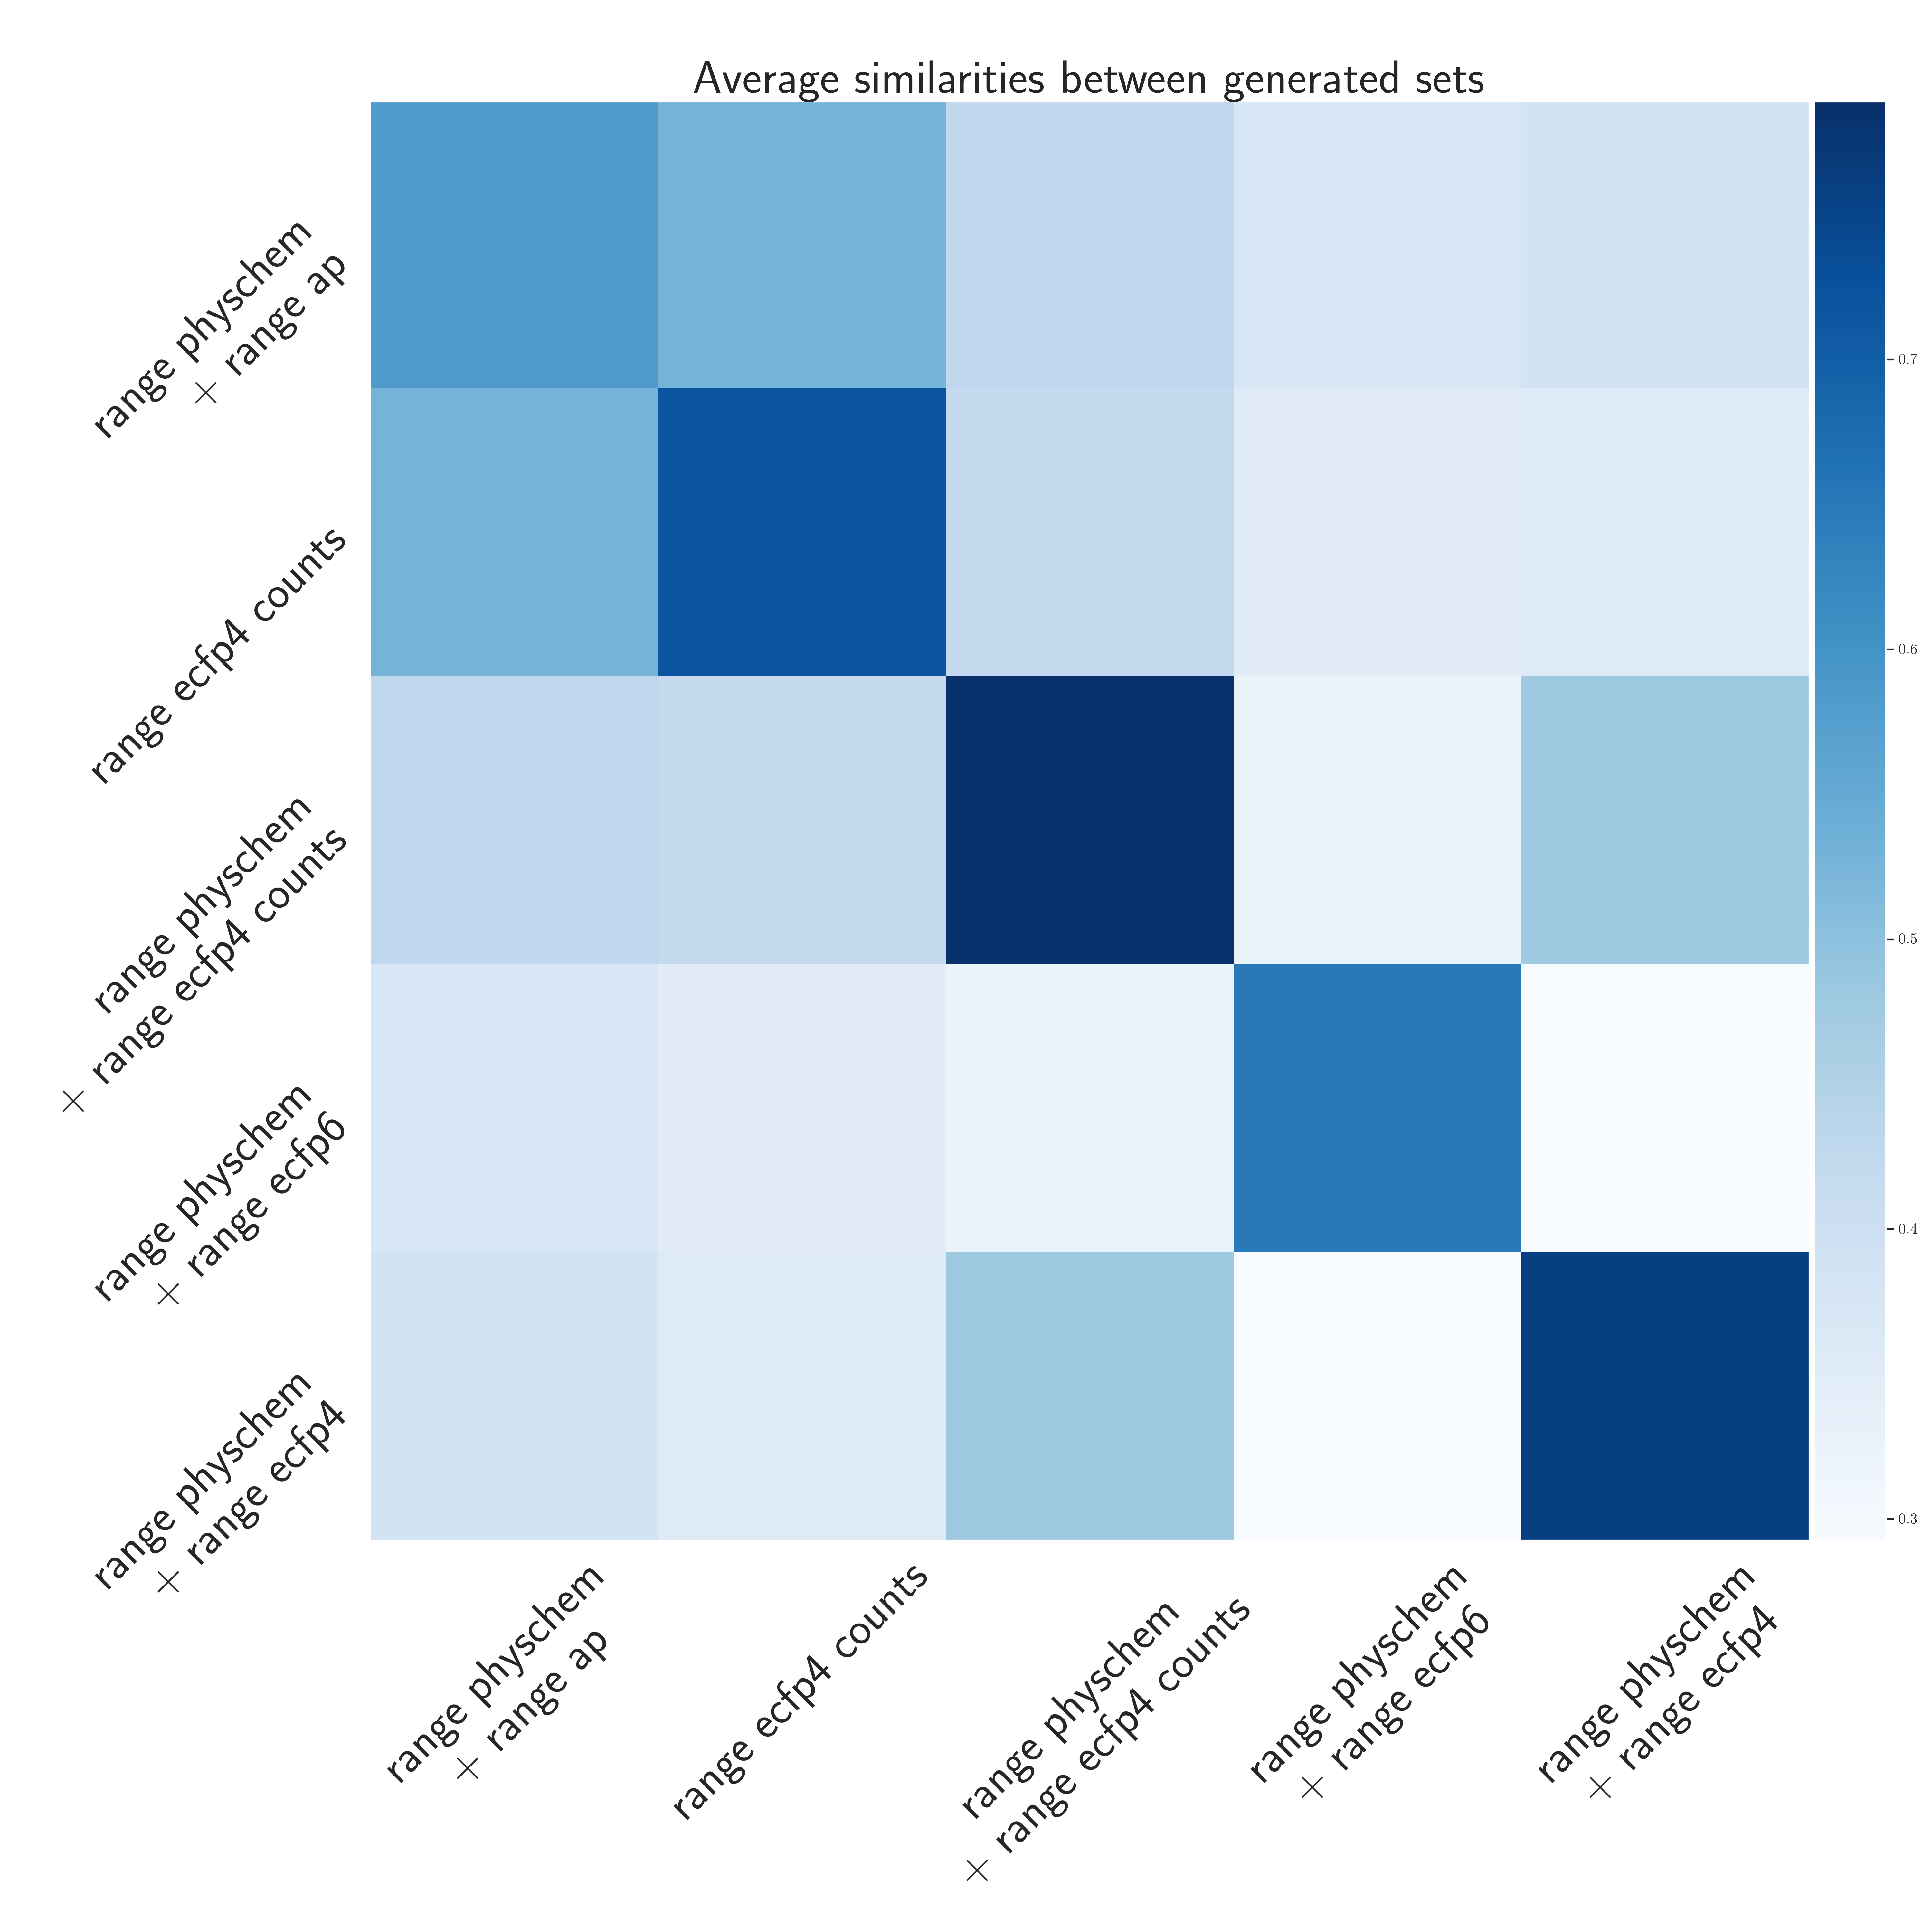 Average similarities between generated sets
range physchem
+ range ap
range ecfp4 counts
range physchem
+ range ecfp4 counts
range physchem
+ range ecfp6
range physchem
+ range ecfp4
0.7
0.6
0.5
0.4
0.3
range physchem
+ range ap
range ecfp4 counts
range physchem
+ range ecfp4 counts
range physchem
+ range ecfp6
range physchem
+ range ecfp4